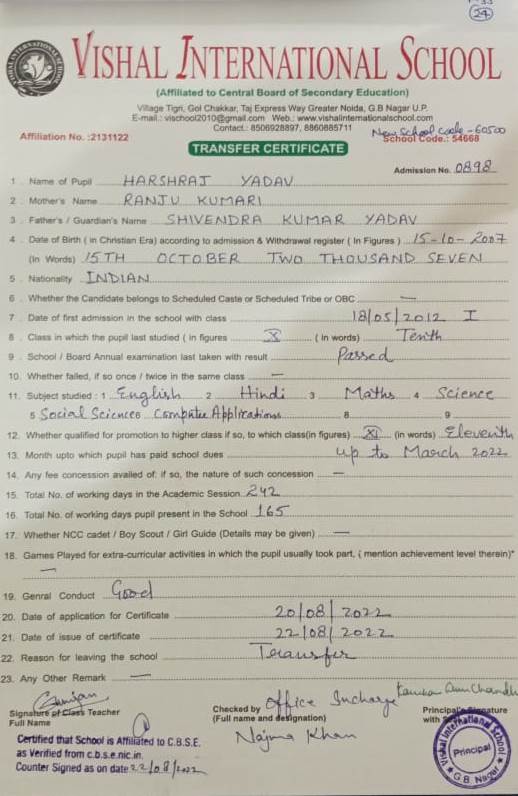 24
VISHAL INTERNATIONAL SCHOOL
(Affiliated to Central Board of Secondary Education)
Village Tigri, Gol Chakkar, Taj Express Way Greater Noida, G.B Nagar U.P.
E-mail.: vischool2010@gmail.com Web.: www.vishalinternationalschool.com
Contact.: 8506928897, 8860885711
New School Code - 60500
Affiliation No. :2131122 School Code.: 54668
TRANSFER CERTIFICATE
Admission No. 0898
1 . Name of Pupil HARSHRAJ YADAV
2 . Mother's Name RANJU KUMARI
3 . Father's / Guardian's Name SHIVENDRA KUMAR YADAV
4 . Date of Birth ( in Christian Era) according to admission & Withdrawal register ( In Figures ) 15-10-2007
(In Words) 15TH OCTOBER TWO THOUSAND SEVEN
5 . Nationality INDIAN
6 . Whether the Candidate belongs to Scheduled Caste or Scheduled Tribe or OBC —
7 . Date of first admission in the school with class 18/05/2012 I
8 . Class in which the pupil last studied ( in figures X ( In words) Tenth
9 . School / Board Annual examination last taken with result Passed
10. Whether failed, if so once / twice in the same class —
11. Subject studied : 1 English 2 Hindi 3 Maths 4 Science
5 Social Sciences Computer Applications 8 9
12. Whether qualified for promotion to higher class if so, to which class(in figures) XI (in words) Eleventh
13. Month upto which pupil has paid school dues up to March 2022
14. Any fee concession availed of: if so, the nature of such concession —
15. Total No. of working days in the Academic Session 242
16. Total No. of working days pupil present in the School 165
17. Whether NCC cadet / Boy Scout / Girl Guide (Details may be given) —
18. Games Played for extra-curricular activities in which the pupil usually took part, ( mention achievement level therein)*
—
19. Genral Conduct Good
20. Date of application for Certificate 20/08/2022
21. Date of issue of certificate 22/08/2022
22. Reason for leaving the school Transfer
23. Any Other Remark —
Signature of Class Teacher
Full Name
Checked by Office Incharge
(Full name and designation)
Najma Khan
Principal's Signature
with
Certified that School is Affiliated to C.B.S.E.
as Verified from c.b.s.e.nic.in.
Counter Signed as on date 22/08/2022
Vishal International School
Principal
G.B. Nagar